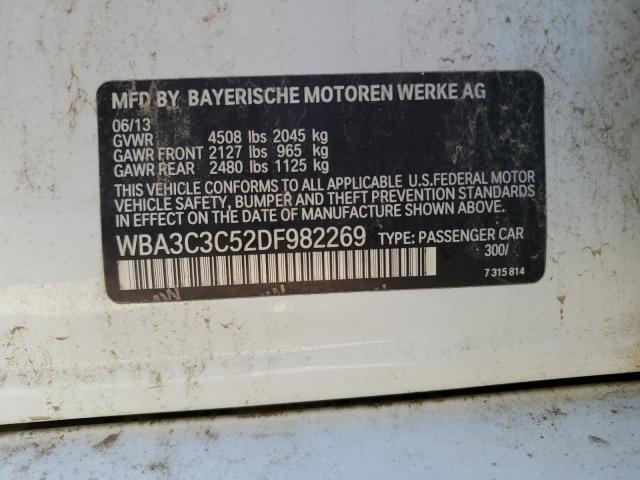 MFD BY BAYERISCHE MOTOREN WERKE AG
06/13
GVWR 4508 lbs 2045 kg
GAWR FRONT 2127 lbs 965 kg
GAWR REAR 2480 lbs 1125 kg
THIS VEHICLE CONFORMS TO ALL APPLICABLE U.S.FEDERAL MOTOR
VEHICLE SAFETY, BUMPER AND THEFT PREVENTION STANDARDS
IN EFFECT ON THE DATE OF MANUFACTURE SHOWN ABOVE.
WBA3C3C52DF982269 TYPE: PASSENGER CAR
300/
7 315 814